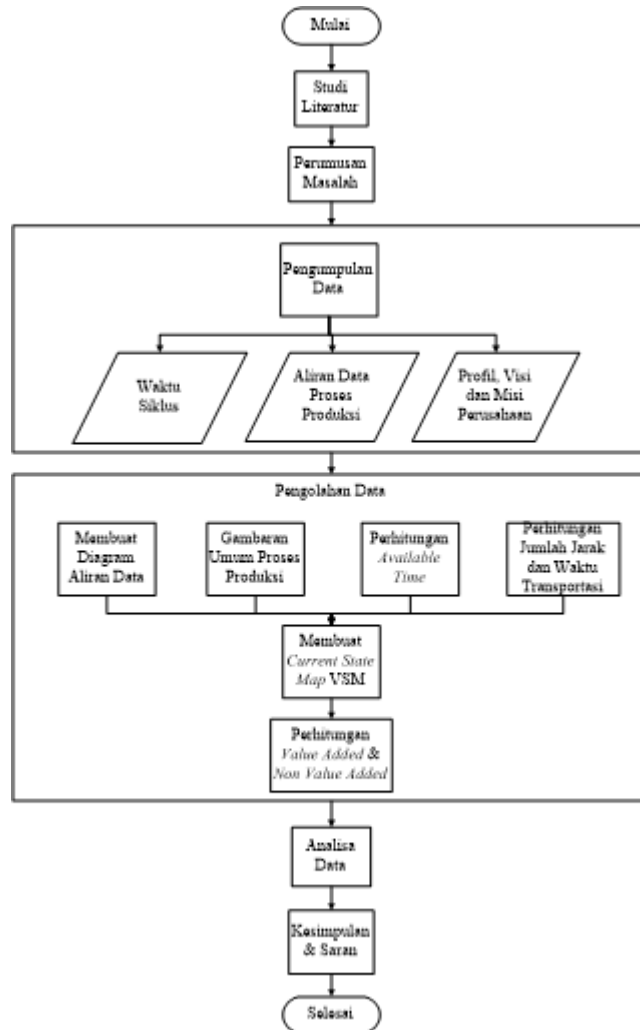 Mulai
Studi
Literatur
Perumusan
Masalah
Pengumpulan
Data
Waktu
Siklus
Aliran Data
Proses
Produksi
Profil, Visi
dan Misi
Perusahaan
Pengolahan Data
Membuat
Diagram
Aliran Data
Gambaran
Umum Proses
Produksi
Perhitungan
Available
Time
Perhitungan
Jumlah Jarak
dan Waktu
Transportasi
Membuat
Current State
Map VSM
Perhitungan
Value Added &
Non Value Added
Analisa
Data
Kesimpulan
& Saran
Selesai